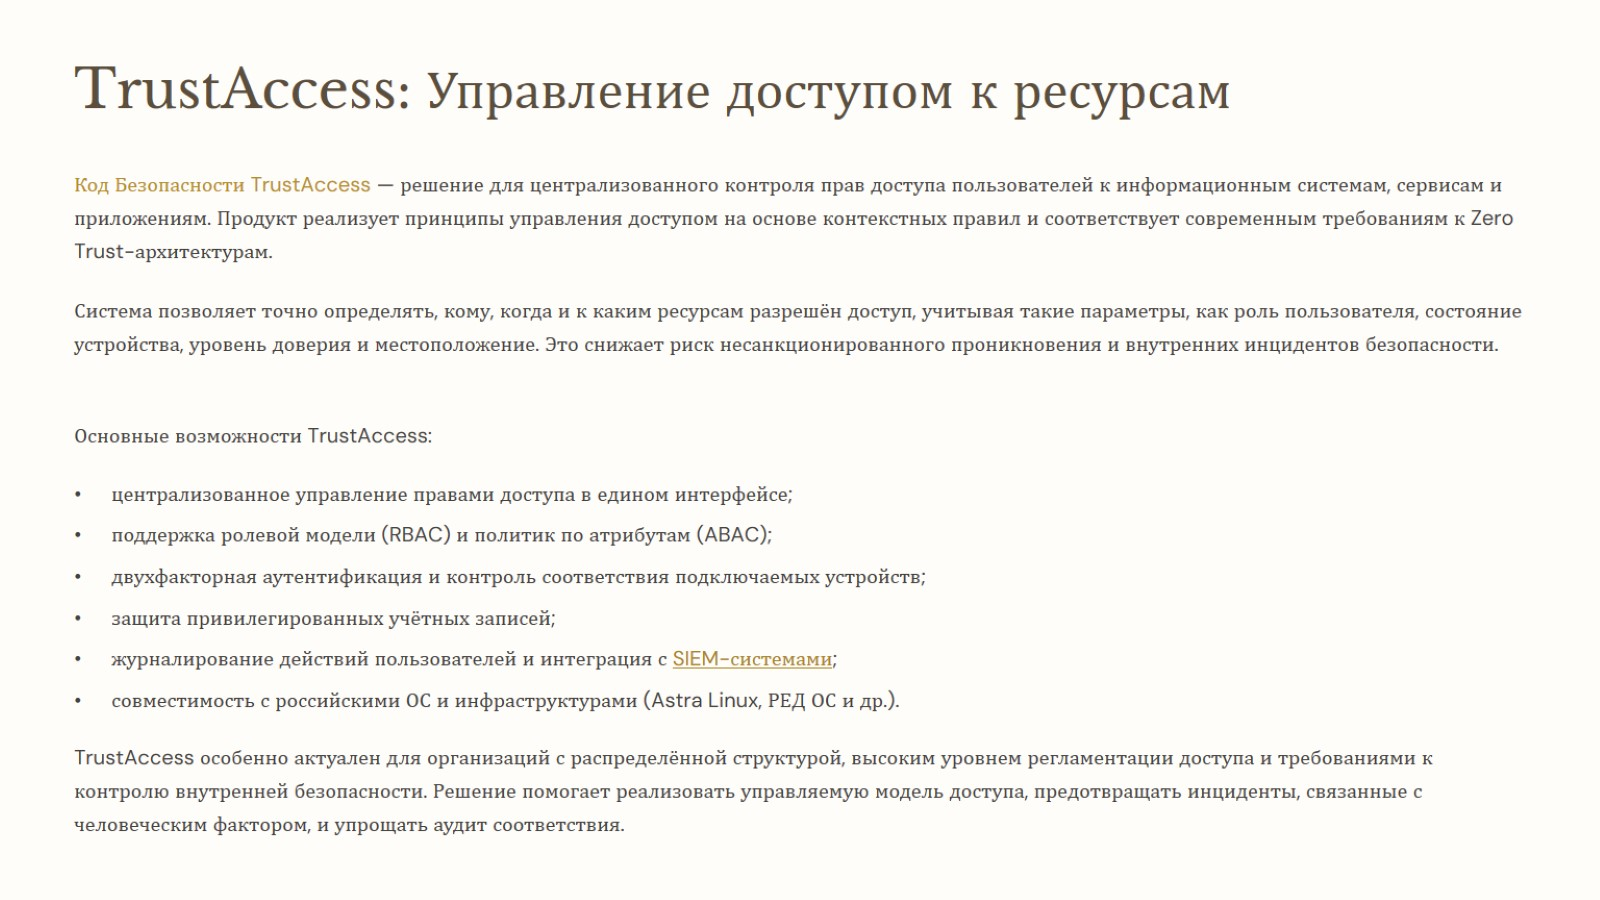 TrustAccess: Управление доступом к ресурсам
Код Безопасности TrustAccess — решение для централизованного контроля прав доступа пользователей к информационным системам, сервисам и
приложениям. Продукт реализует принципы управления доступом на основе контекстных правил и соответствует современным требованиям к Zero
Trust-архитектурам.
Система позволяет точно определять, кому, когда и к каким ресурсам разрешён доступ, учитывая такие параметры, как роль пользователя, состояние
устройства, уровень доверия и местоположение. Это снижает риск несанкционированного проникновения и внутренних инцидентов безопасности.
Основные возможности TrustAccess:
• централизованное управление правами доступа в едином интерфейсе;
• поддержка ролевой модели (RBAC) и политик по атрибутам (ABAC);
• двухфакторная аутентификация и контроль соответствия подключаемых устройств;
• защита привилегированных учётных записей;
• журналирование действий пользователей и интеграция с SIEM-системами;
• совместимость с российскими ОС и инфраструктурами (Astra Linux, РЕД ОС и др.).
TrustAccess особенно актуален для организаций с распределённой структурой, высоким уровнем регламентации доступа и требованиями к
контролю внутренней безопасности. Решение помогает реализовать управляемую модель доступа, предотвращать инциденты, связанные с
человеческим фактором, и упрощать аудит соответствия.